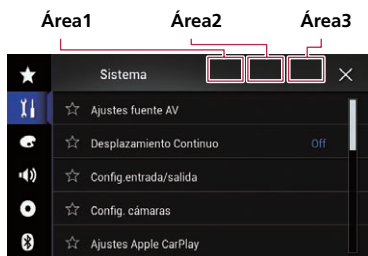 Área1 Área2 Área3
Sistema
Ajustes fuente AV
Desplazamiento Continuo Off
Config.entrada/salida
Config. cámaras
Ajustes Apple CarPlay